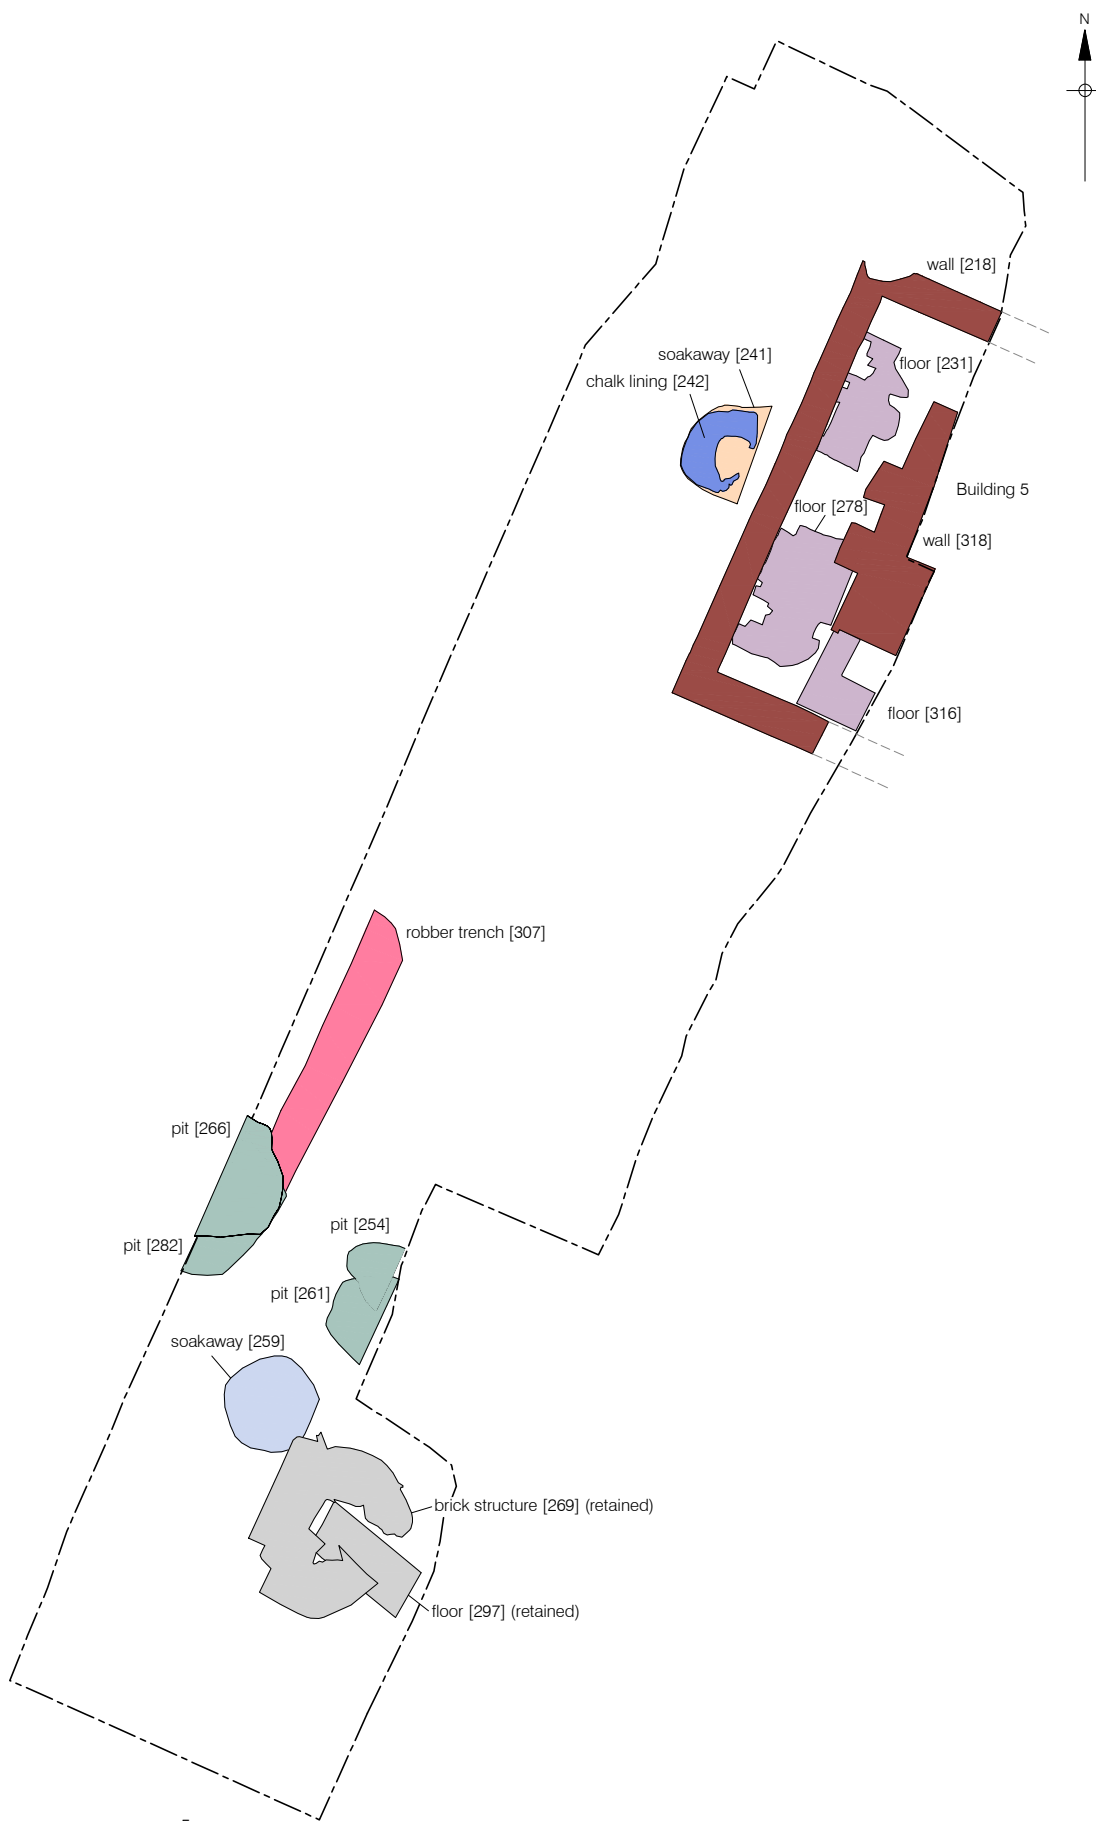 N
wall [218]
soakaway [241]
floor [231]
chalk lining [242]
Building 5
floor [278]
wall [318]
floor [316]
robber trench [307]
pit [266]
pit [254]
pit [282]
pit [261]
soakaway [259]
brick structure [269] (retained)
floor [297] (retained)